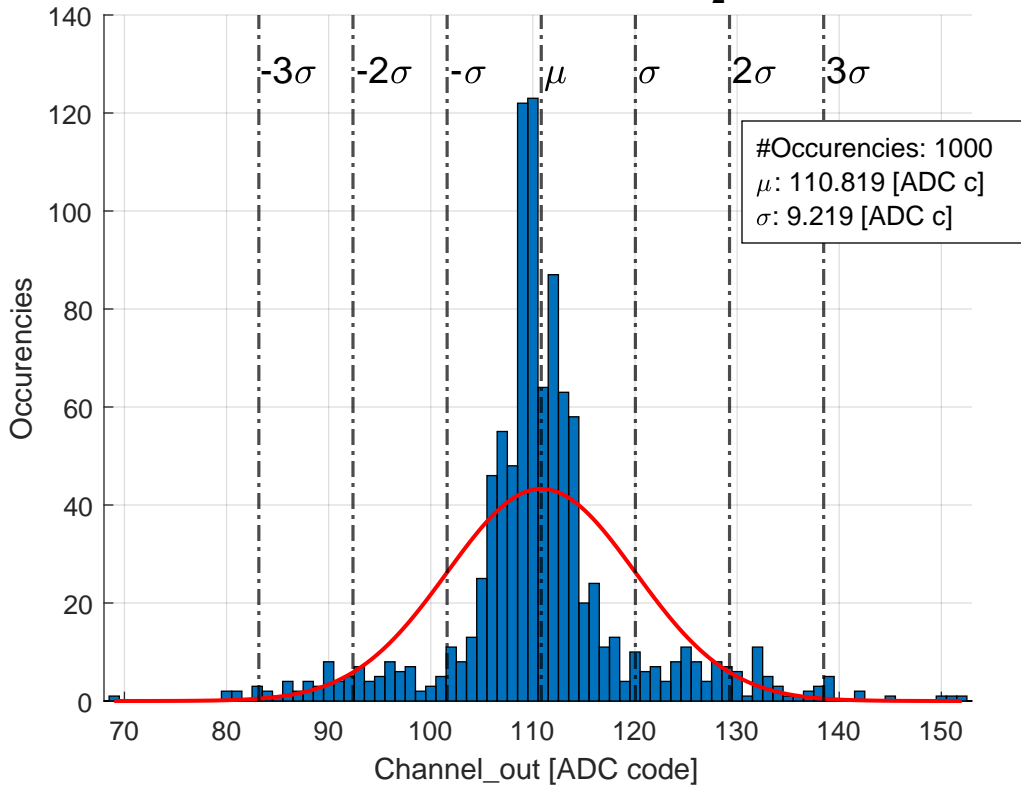 2
140
120
100
80
60
40
20
0
-3σ -2σ -σ μ σ 2σ 3σ
#Occurencies: 1000
μ: 110.819 [ADC c]
σ: 9.219 [ADC c]
Occurencies
70 80 90 100 110 120 130 140 150
Channel_out [ADC code]